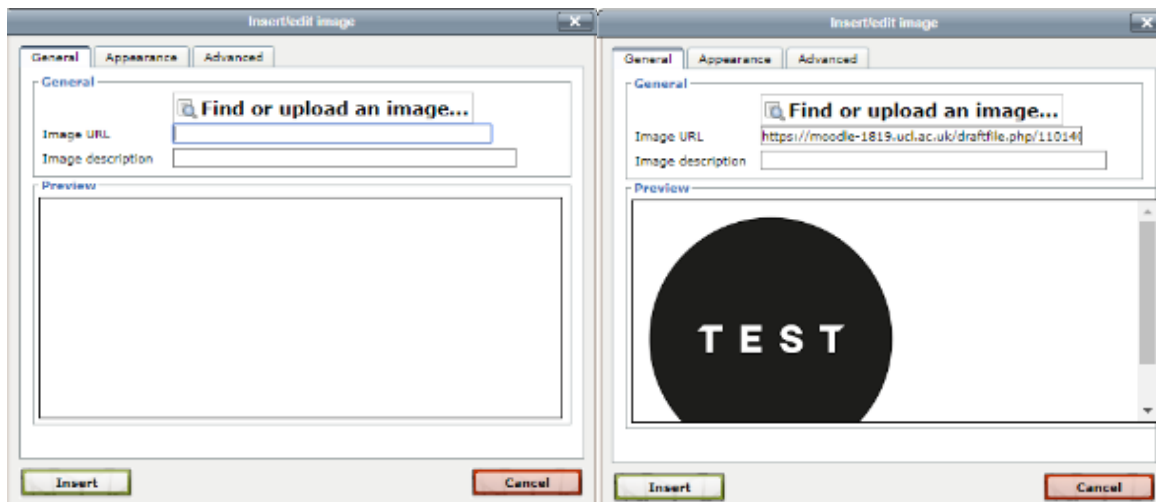 Insert/edit image
General Appearance Advanced
General
Find or upload an image...
Image URL
Image description
Preview
Insert Cancel
Insert/edit image
General Appearance Advanced
General
Find or upload an image...
Image URL https://moodle-1819.ucl.ac.uk/draftfile.php/110140
Image description
Preview
TEST
Insert Cancel